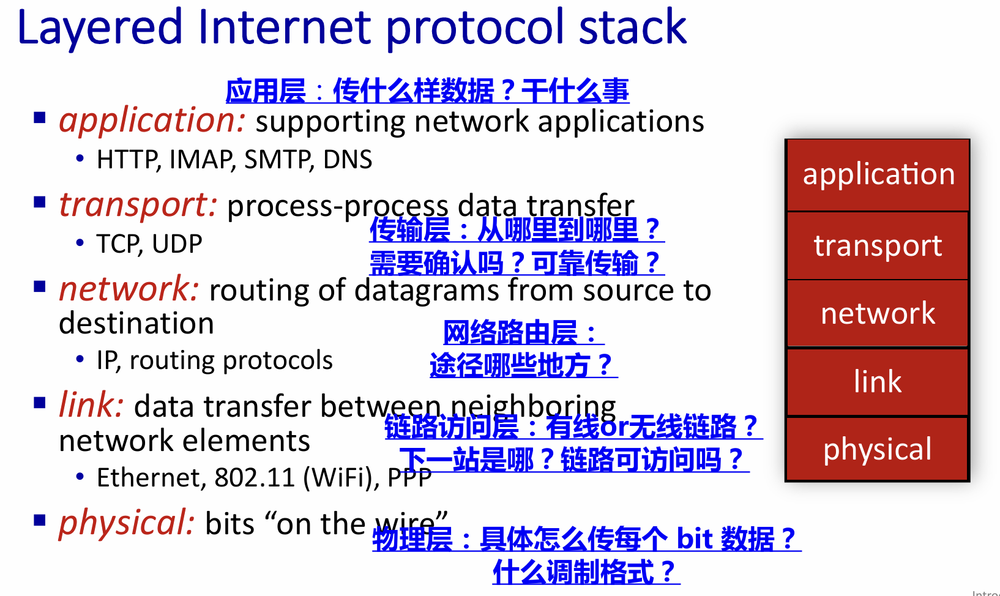 Layered Internet protocol stack
应用层：传什么样数据？干什么事
application: supporting network applications
HTTP, IMAP, SMTP, DNS
transport: process-process data transfer
传输层：从哪里到哪里？
TCP, UDP
需要确认吗？可靠传输？
network: routing of datagrams from source to
destination
网络路由层：
IP, routing protocols
途径哪些地方？
link: data transfer between neighboring
链路访问层：有线or无线链路？
network elements
下一站是哪？链路可访问吗？
Ethernet, 802.11 (WiFi), PPP
physical: bits “on the wire”
物理层：具体怎么传每个 bit 数据？
什么调制格式？
application
transport
network
link
physical